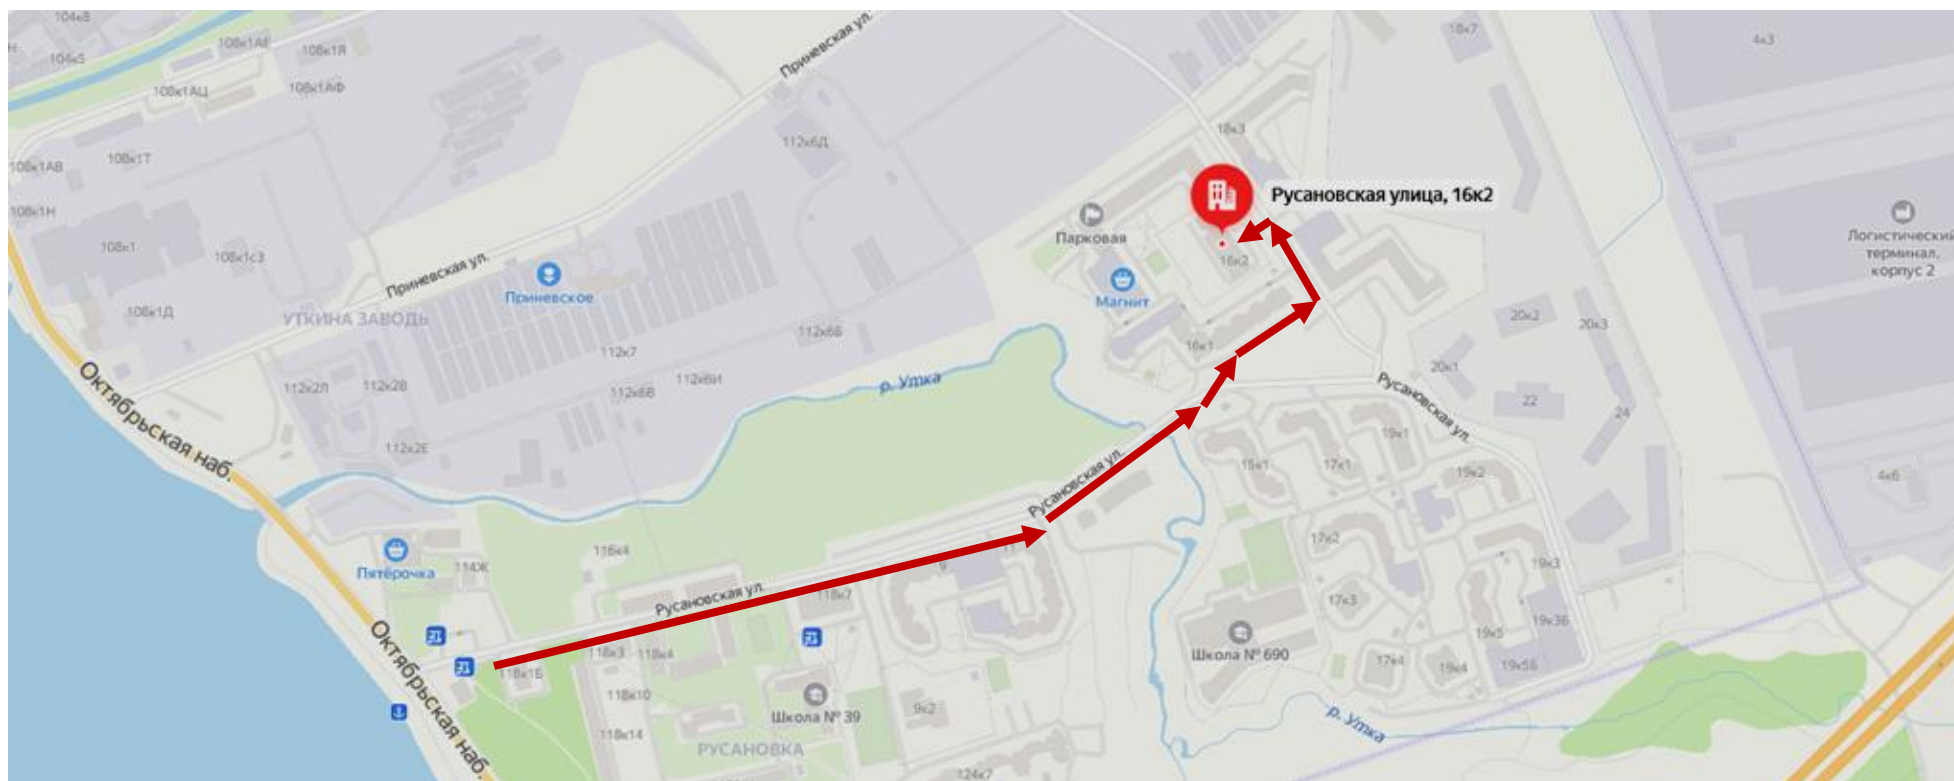 104к8
108к1АЕ
108к1Я
104к5
108к1АЦ
108к1АФ
Приневская ул.
18к7
4к3
112к6Д
18к3
108к1АВ
108к1Т
108к1Н
Русановская улица, 16к2
Парковая
108к1
108к1с3
16к2
Логистический
терминал,
корпус 2
Приневская ул.
Приневское
Магнит
108к1Д
УТКИНА ЗАВОДЬ
112к6Б
20к2
20к3
16к1
112к7
20к1
112к2Л
112к2В
112к6В
112к6И
р. Утка
Русановская ул.
22
24
Октябрьская наб.
112к2Е
19к1
15к1
17к1
19к2
4к6
Русановская ул.
17к2
11
9
116к4
Пятёрочка
114Ж
19к3
Русановская ул.
118к7
17к3
19к3Б
19к5
Школа № 690
118к1Б
118к3
118к4
17к4
19к4
19к5Б
Октябрьская наб.
118к10
Школа № 39
9к2
р. Утка
118к14
РУСАНОВКА
124к7